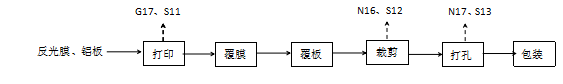 G17、S11
N16、S12
N17、S13
反光膜、铝板
打印
覆膜
覆板
裁剪
打孔
包装